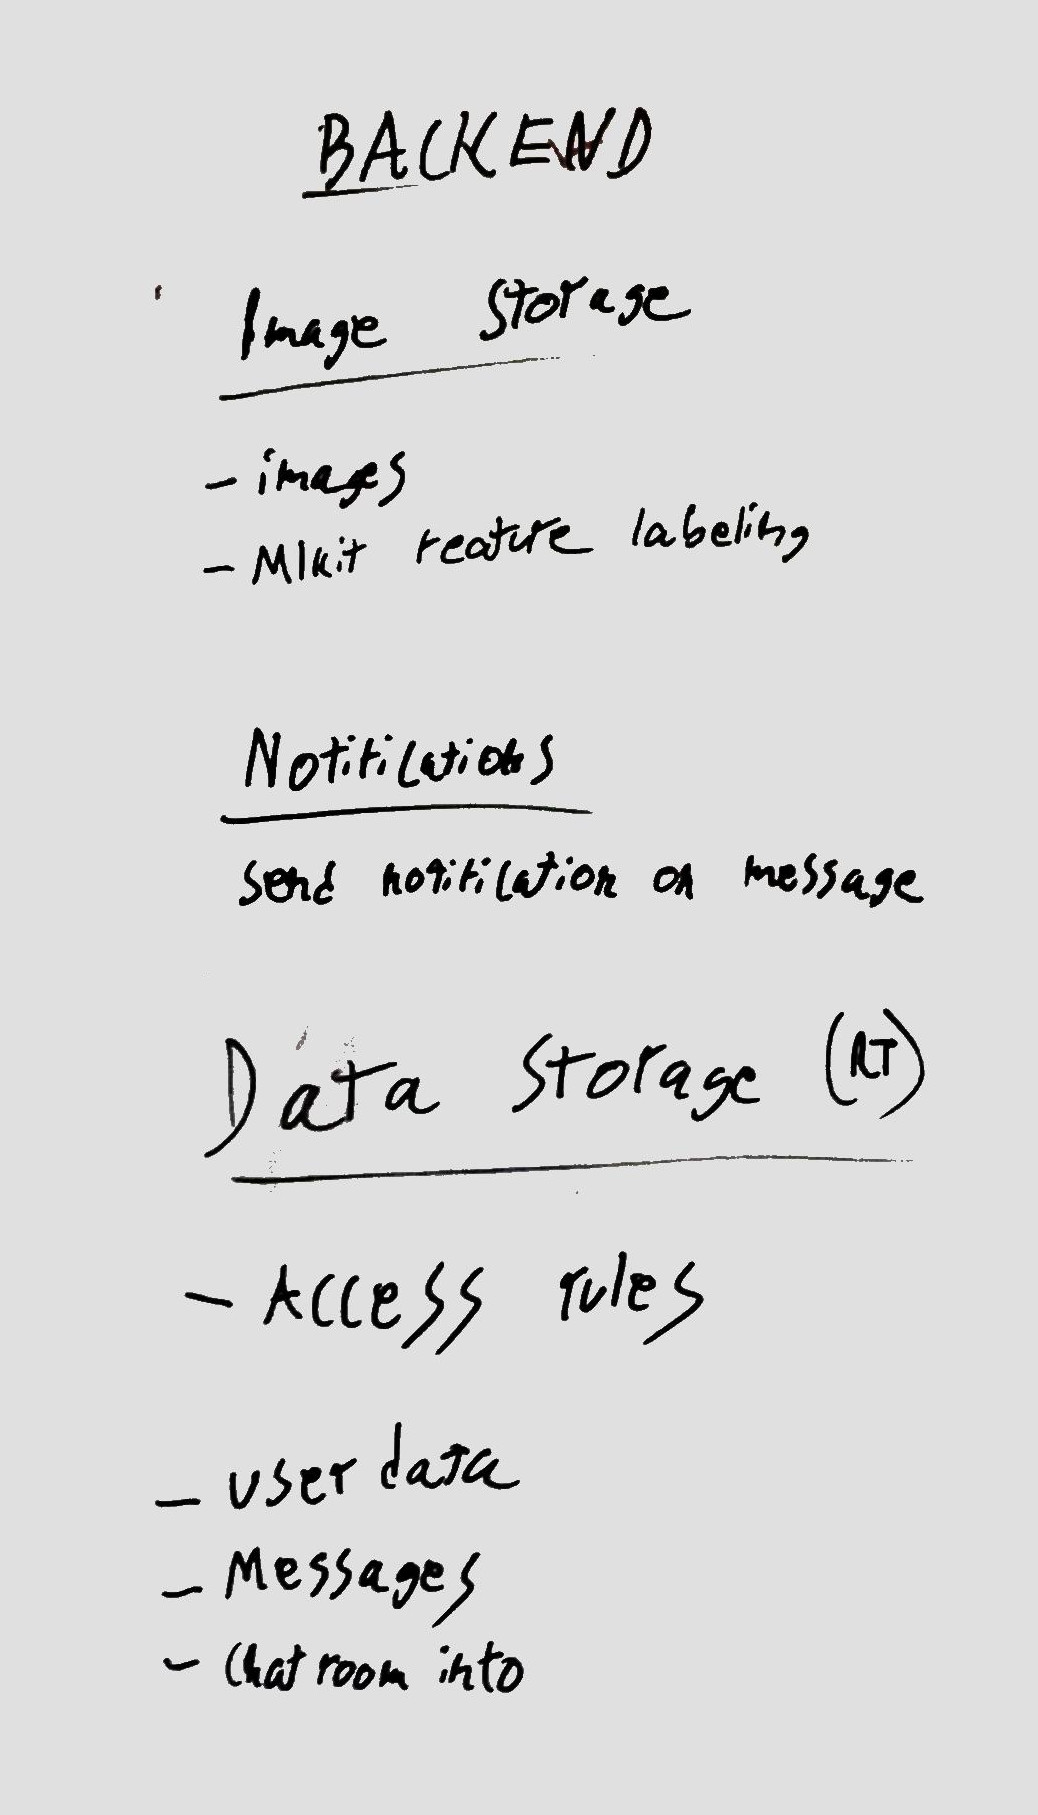 BACKEND
Image Storage
- images
- Mlkit feature labeling
Notifications
send notification on message
Data Storage (RT)
- Access rules
- user data
- Messages
- Chat room info